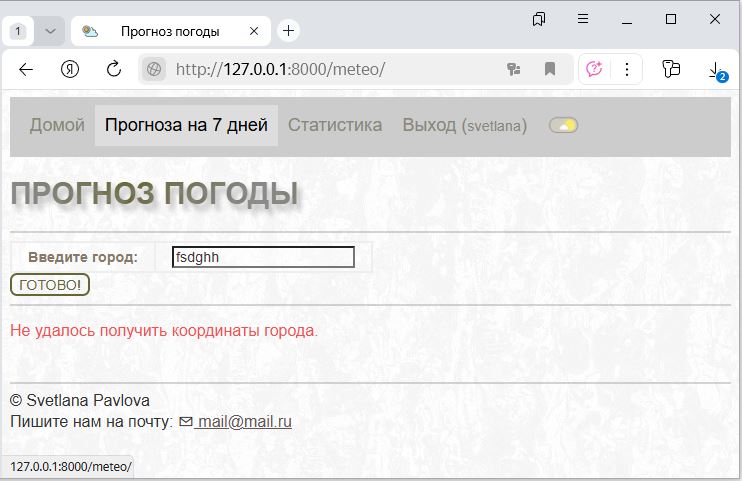 1
Прогноз погоды
http://127.0.0.1:8000/meteo/
2
Домой Прогноза на 7 дней Статистика Выход (svetlana)
ПРОГНОЗ ПОГОДЫ
Введите город: fsdghh
ГОТОВО!
Не удалось получить координаты города.
© Svetlana Pavlova
Пишите нам на почту: mail@mail.ru
127.0.0.1:8000/meteo/